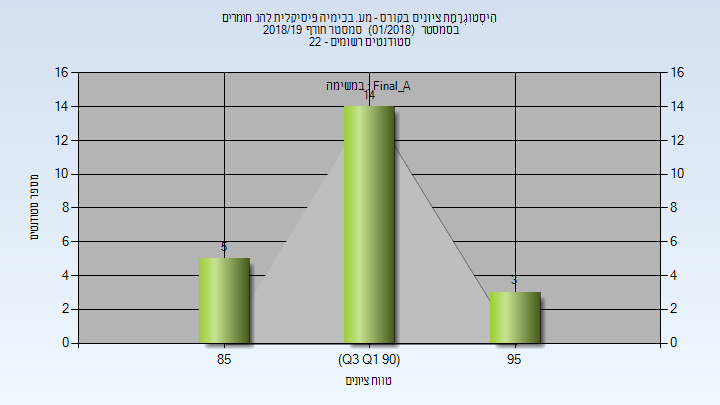 הִיסְטוגְרָמַת ציונים בקורס - מע. בכימיה פיסיקלית להנ. חומרים
בסמסטר (01/2018) סמסטר חורף 2018/19
סטודנטים רשומים - 22
במשימה : Final_A
16 16
14 14
14
12 12
10 10
8 8
6 6
5
4 4
3
2 2
0 0
מספר סטודנטים
85 (Q3 Q1 90) 95
טווח ציונים